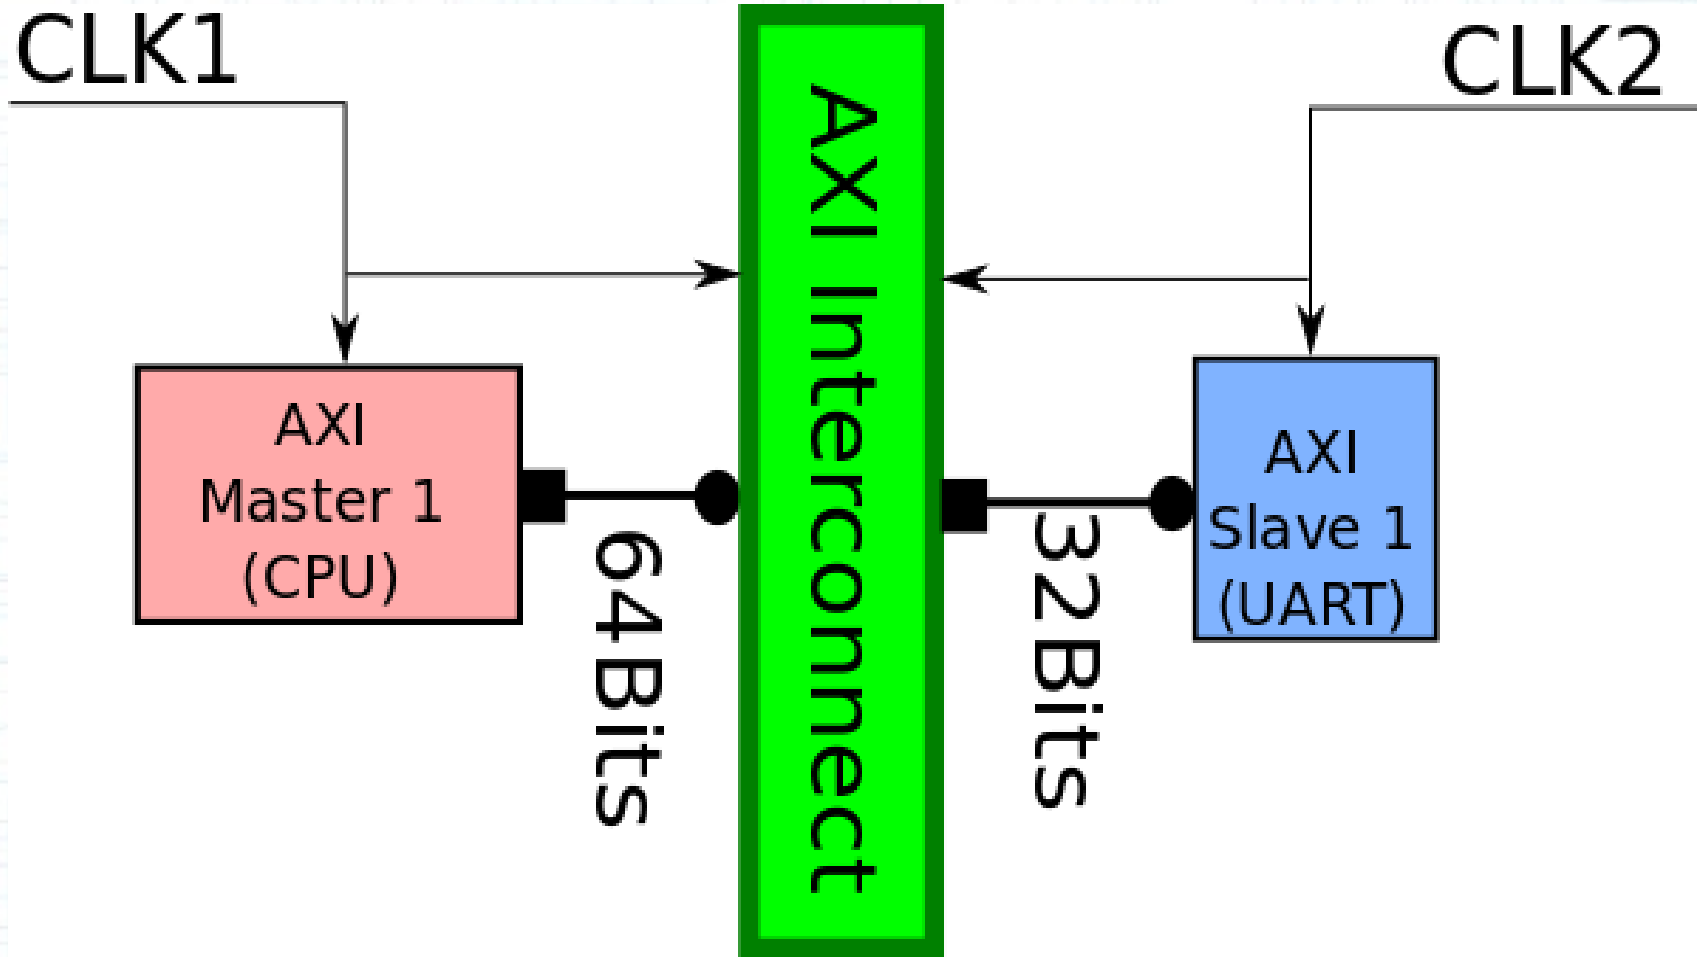 CLK1
CLK2
AXI Interconnect
AXI
Master 1
(CPU)
64Bits
32Bits
AXI
Slave 1
(UART)